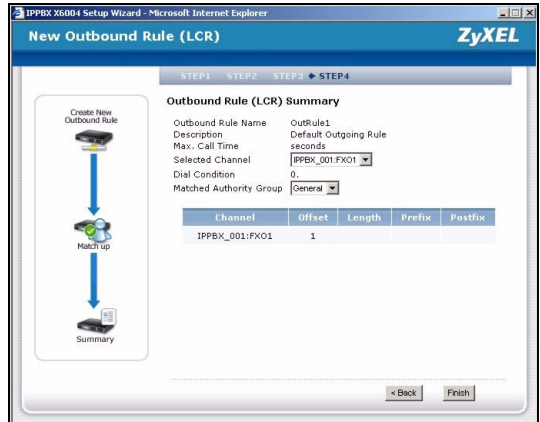 IPPBX X6004 Setup Wizard - Microsoft Internet Explorer
New Outbound Rule (LCR)
ZyXEL
STEP1 STEP2 STEP3 STEP4
Create New
Outbound Rule
Match up
Summary
Outbound Rule (LCR) Summary
Outbound Rule Name OutRule1
Description Default Outgoing Rule
Max. Call Time seconds
Selected Channel IPPBX_001:FXO1
Dial Condition 0.
Matched Authority Group General
Channel Offset Length Prefix Postfix
IPPBX_001:FXO1 1
< Back Finish